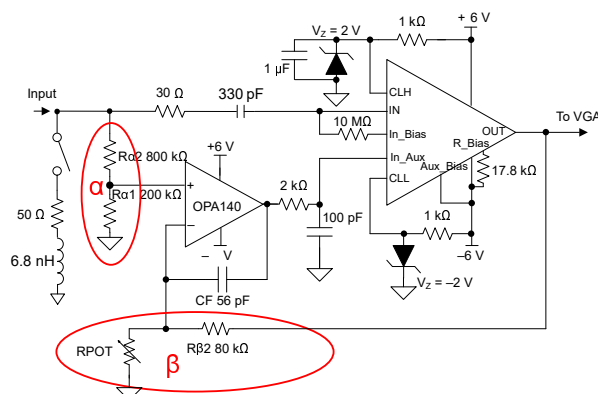 V_Z = 2 V
1 kΩ
+ 6 V
1 μF
CLH
Input
30 Ω
330 pF
IN
To VGA
10 MΩ
In_Bias
OUT
R_Bias
Rα2 800 kΩ
+6 V
In_Aux
Aux_Bias
17.8 kΩ
α
Rα1 200 kΩ
+
OPA140
2 kΩ
CLL
50 Ω
−
100 pF
1 kΩ
6.8 nH
− V
–6 V
CF 56 pF
V_Z = –2 V
RPOT
Rβ2 80 kΩ
β